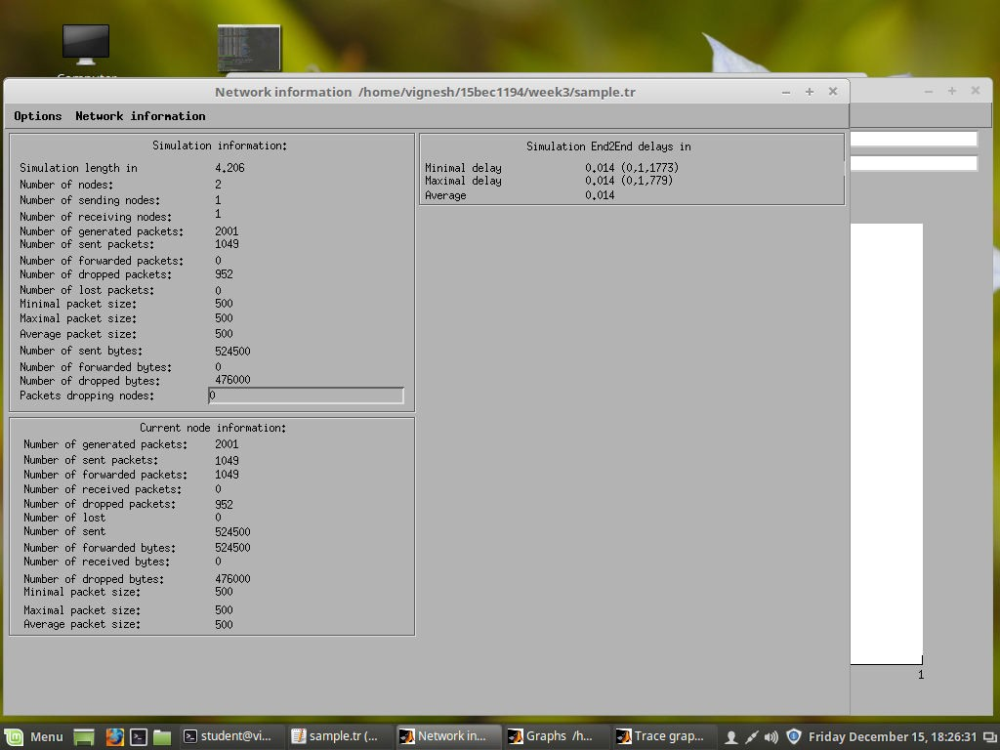 Computer
Network information /home/vignesh/15bec1194/week3/sample.tr
Options Network information
Simulation information:
Simulation length in 4.206
Number of nodes: 2
Number of sending nodes: 1
Number of receiving nodes: 1
Number of generated packets: 2001
Number of sent packets: 1049
Number of forwarded packets: 0
Number of dropped packets: 952
Number of lost packets: 0
Minimal packet size: 500
Maximal packet size: 500
Average packet size: 500
Number of sent bytes: 524500
Number of forwarded bytes: 0
Number of dropped bytes: 476000
Packets dropping nodes: 0
Current node information:
Number of generated packets: 2001
Number of sent packets: 1049
Number of forwarded packets: 1049
Number of received packets: 0
Number of dropped packets: 952
Number of lost 0
Number of sent 524500
Number of forwarded bytes: 524500
Number of received bytes: 0
Number of dropped bytes: 476000
Minimal packet size: 500
Maximal packet size: 500
Average packet size: 500
Simulation End2End delays in
Minimal delay 0.014 (0,1,1773)
Maximal delay 0.014 (0,1,779)
Average 0.014
1
Menu student@vi... sample.tr (... Network in... Graphs /h... Trace grap... Friday December 15, 18:26:31